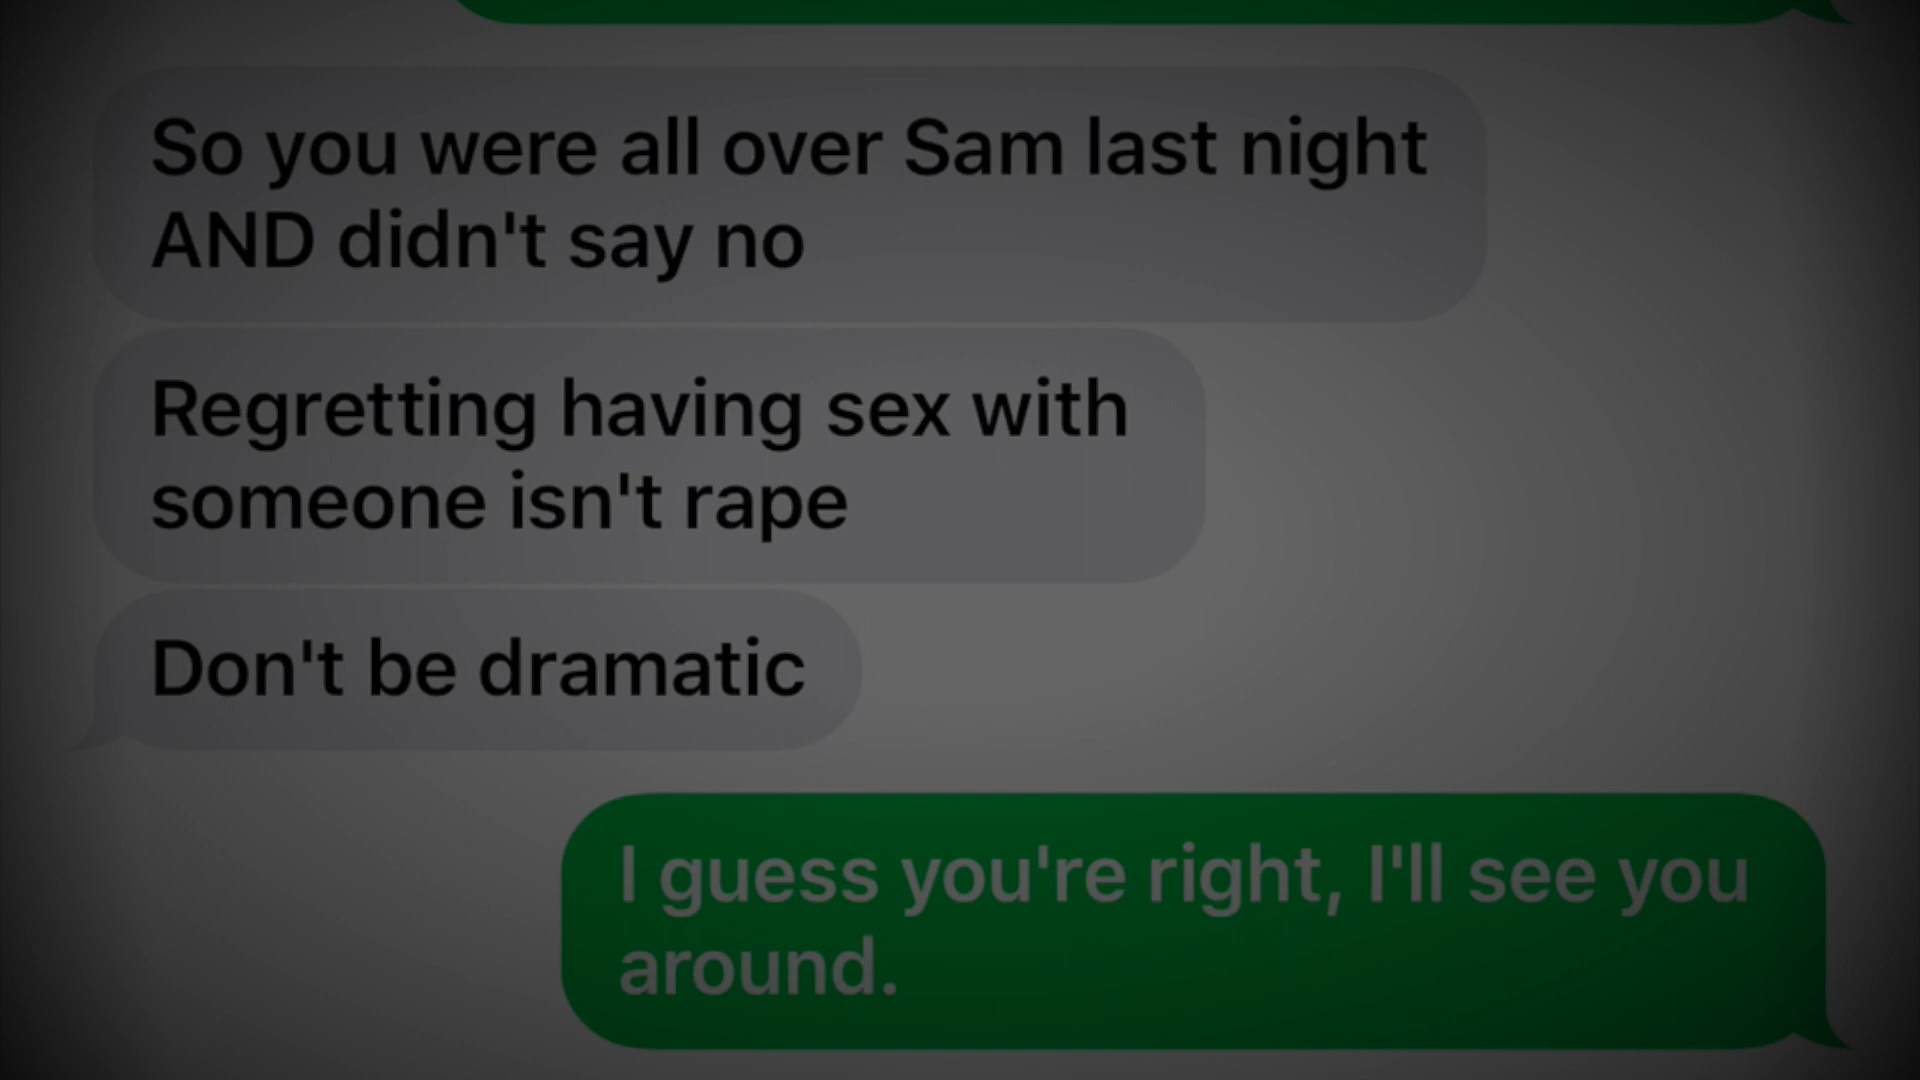 So you were all over Sam last night
AND didn't say no
Regretting having sex with
someone isn't rape
Don't be dramatic
I guess you're right, I'll see you
around.